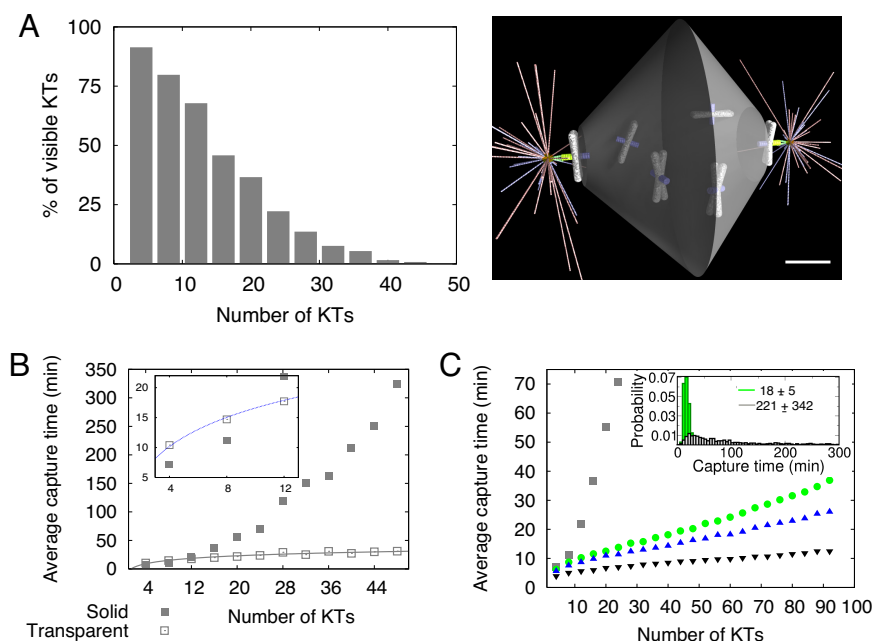 A
% of visible KTs
100
75
50
25
0
0 10 20 30 40 50
Number of KTs
B
Average capture time (min)
350
300
250
200
150
100
50
0
20
15
10
5
4 8 12
4 12 20 28 36 44
Number of KTs
Solid
Transparent
C
Average capture time (min)
70
60
50
40
30
20
10
0
10 20 30 40 50 60 70 80 90 100
Number of KTs
Probability
0.07
0.05
0.03
0.01
18 ± 5
221 ± 342
0 100 200 300
Capture time (min)